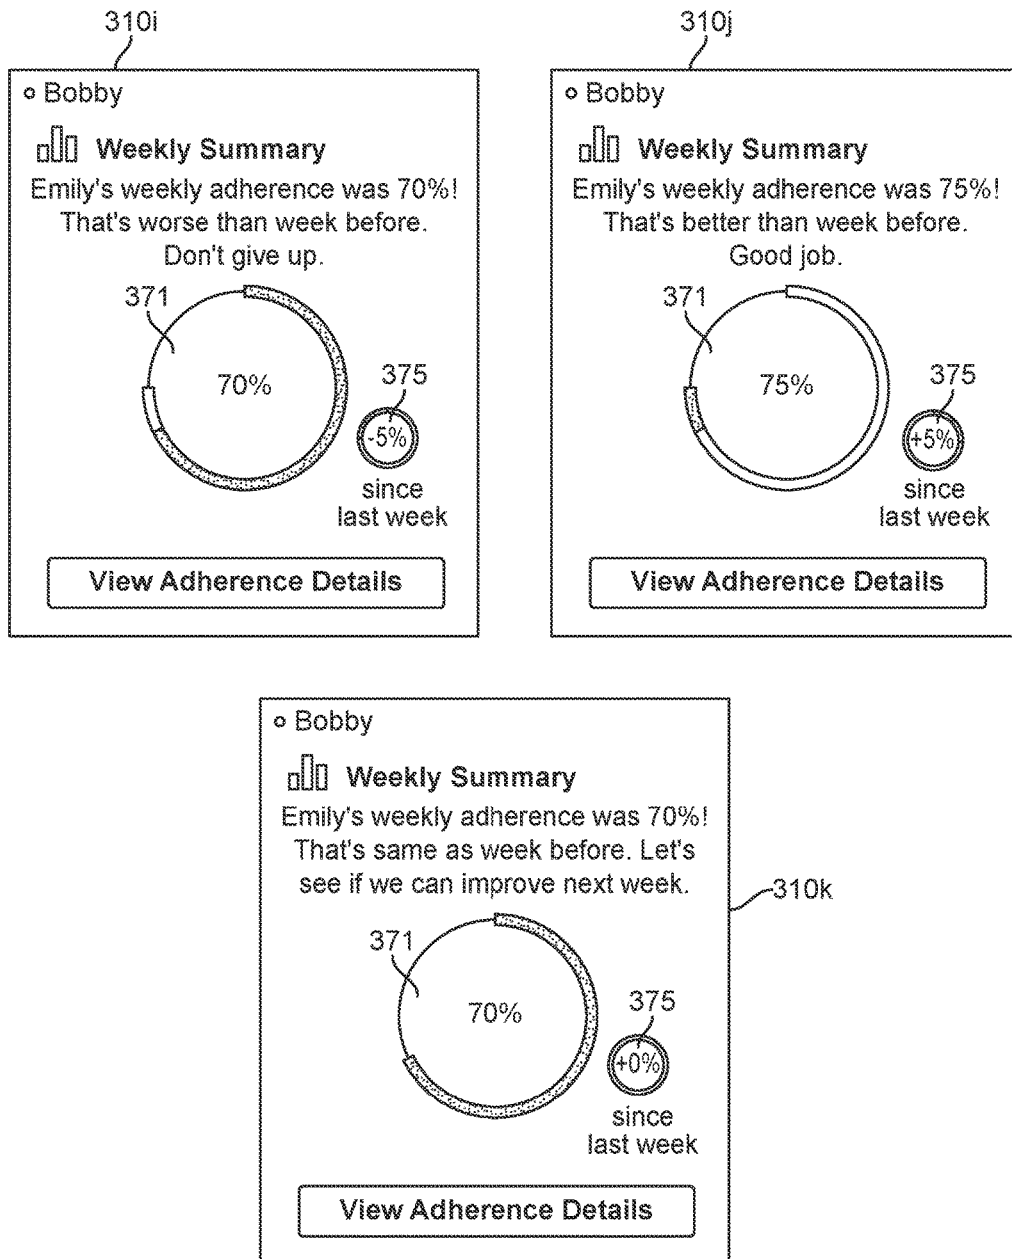 310i
Bobby
Weekly Summary
Emily's weekly adherence was 70%!
That's worse than week before.
Don't give up.
371
70%
375
-5%
since
last week
View Adherence Details
310j
Bobby
Weekly Summary
Emily's weekly adherence was 75%!
That's better than week before.
Good job.
371
75%
375
+5%
since
last week
View Adherence Details
Bobby
Weekly Summary
Emily's weekly adherence was 70%!
That's same as week before. Let's
see if we can improve next week.
310k
371
70%
375
+0%
since
last week
View Adherence Details